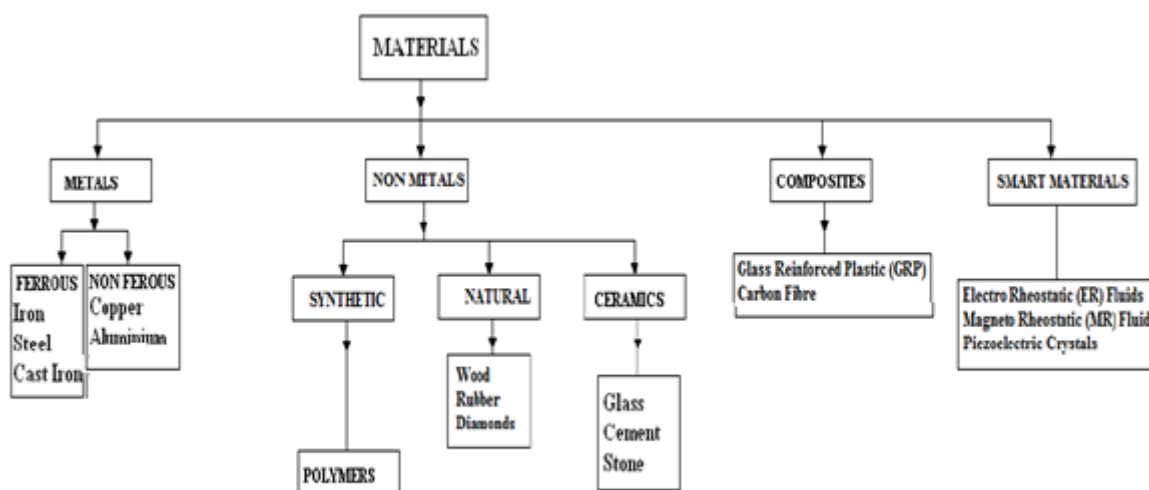 MATERIALS
METALS
NON METALS
COMPOSITES
SMART MATERIALS
FERROUS
Iron
Steel
Cast Iron
NON FEROUS
Copper
Aluminium
SYNTHETIC
NATURAL
CERAMICS
Glass Reinforced Plastic (GRP)
Carbon Fibre
Electro Rheostatic (ER) Fluids
Magneto Rheostatic (MR) Fluid
Piezoelectric Crystals
Wood
Rubber
Diamonds
Glass
Cement
Stone
POLYMERS